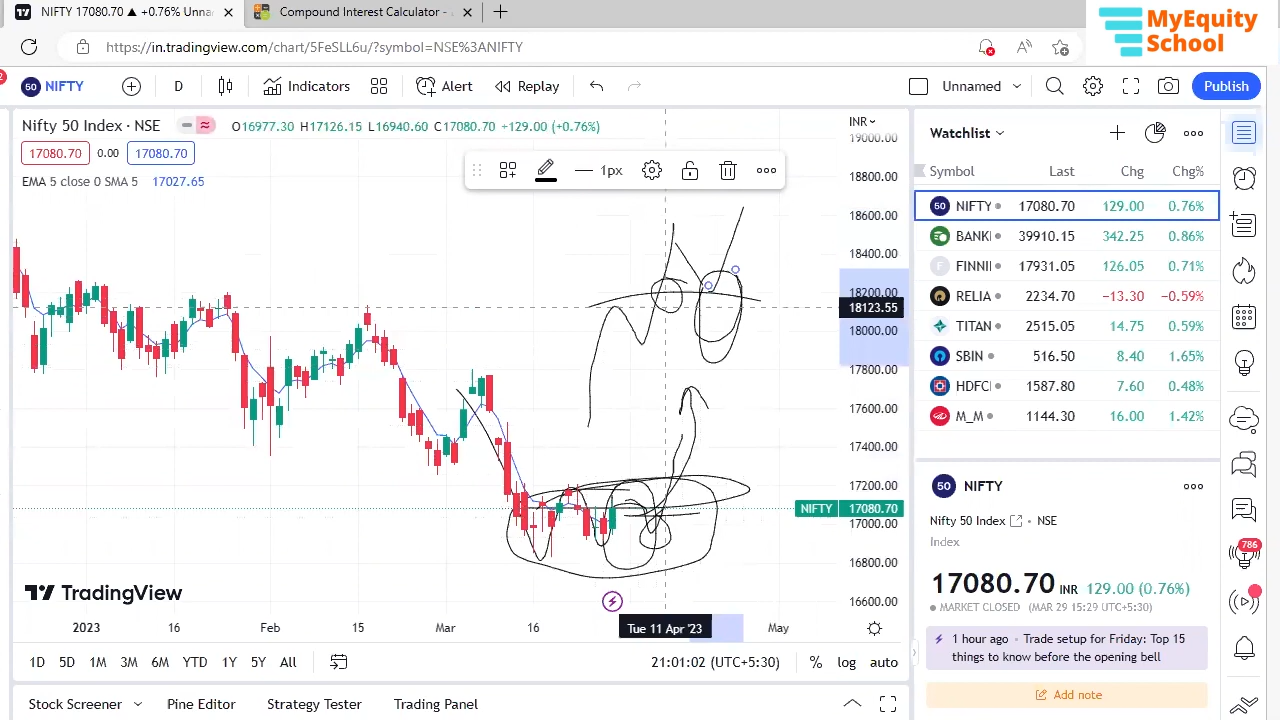 NIFTY 17080.70 ▲ +0.76% Unna
Compound Interest Calculator -
MyEquity
School
https://in.tradingview.com/chart/5FeSLL6u/?symbol=NSE%3ANIFTY
2
50 NIFTY
D
Indicators
Alert
Replay
Unnamed
Publish
Nifty 50 Index · NSE
O16977.30 H17126.15 L16940.60 C17080.70 +129.00 (+0.76%)
17080.70 0.00 17080.70
EMA 5 close 0 SMA 5 17027.65
1px
INR
19000.00
18800.00
18600.00
18400.00
18200.00
18123.55
18000.00
17800.00
17600.00
17400.00
17200.00
NIFTY 17080.70
17000.00
16800.00
16600.00
TradingView
2023 16 Feb 15 Mar 16 Tue 11 Apr '23 May
1D 5D 1M 3M 6M YTD 1Y 5Y All
21:01:02 (UTC+5:30) % log auto
Stock Screener Pine Editor Strategy Tester Trading Panel
Watchlist
Symbol Last Chg Chg%
50 NIFTY 17080.70 129.00 0.76%
BANKI 39910.15 342.25 0.86%
F FINNII 17931.05 126.05 0.71%
RELIA 2234.70 −13.30 −0.59%
TITAN 2515.05 14.75 0.59%
SBIN 516.50 8.40 1.65%
HDFC 1587.80 7.60 0.48%
M_M 1144.30 16.00 1.42%
50 NIFTY
Nifty 50 Index • NSE
Index
17080.70 INR 129.00 (0.76%)
MARKET CLOSED (MAR 29 15:29 UTC+5:30)
1 hour ago • Trade setup for Friday: Top 15
things to know before the opening bell
Add note
786